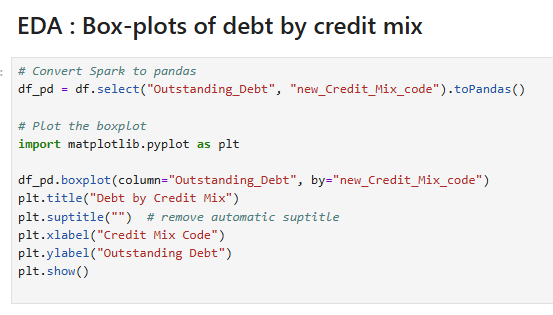 EDA : Box-plots of debt by credit mix
# Convert Spark to pandas
df_pd = df.select("Outstanding_Debt", "new_Credit_Mix_code").toPandas()
# Plot the boxplot
import matplotlib.pyplot as plt
df_pd.boxplot(column="Outstanding_Debt", by="new_Credit_Mix_code")
plt.title("Debt by Credit Mix")
plt.suptitle("")  # remove automatic suptitle
plt.xlabel("Credit Mix Code")
plt.ylabel("Outstanding Debt")
plt.show()